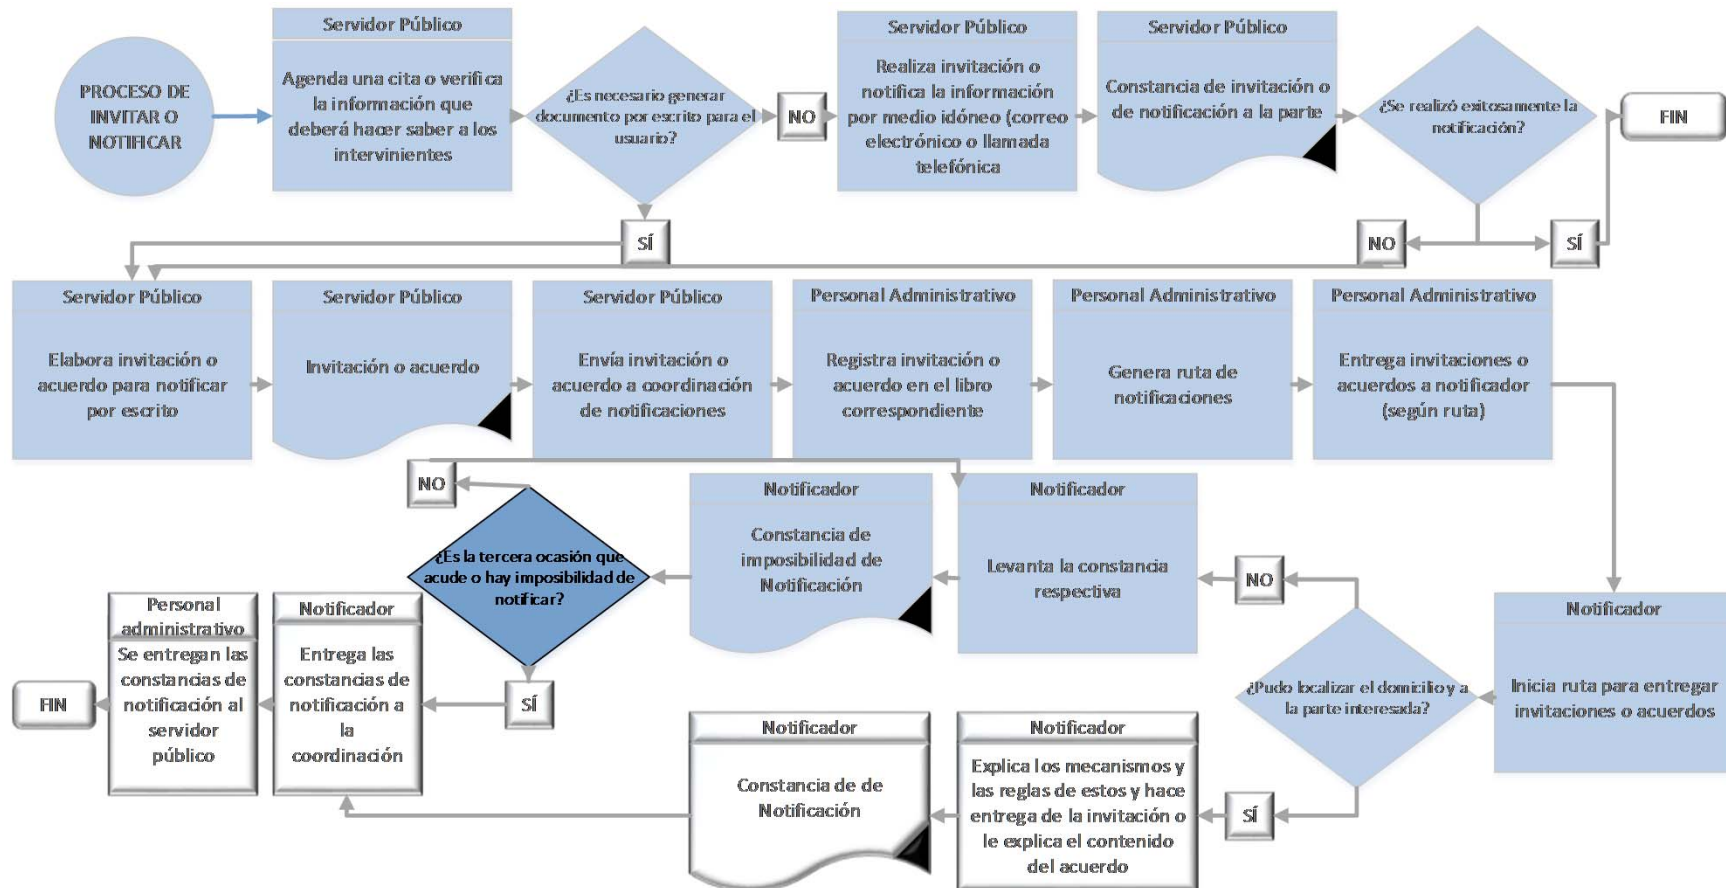 PROCESO DE
INVITAR O
NOTIFICAR
Servidor Público
Agenda una cita o verifica
la información que
deberá hacer saber a los
intervinientes
¿Es necesario generar
documento por escrito para el
usuario?
NO
SÍ
Servidor Público
Realiza invitación o
notifica la información
por medio idóneo (correo
electrónico o llamada
telefónica
Servidor Público
Constancia de invitación o
de notificación a la parte
¿Se realizó exitosamente la
notificación?
NO
SÍ
FIN
Servidor Público
Elabora invitación o
acuerdo para notificar
por escrito
Servidor Público
Invitación o acuerdo
Servidor Público
Envía invitación o
acuerdo a coordinación
de notificaciones
Personal Administrativo
Registra invitación o
acuerdo en el libro
correspondiente
Personal Administrativo
Genera ruta de
notificaciones
Personal Administrativo
Entrega invitaciones o
acuerdos a notificador
(según ruta)
Notificador
Inicia ruta para entregar
invitaciones o acuerdos
¿Pudo localizar el domicilio y a
la parte interesada?
NO
Notificador
Levanta la constancia
respectiva
Notificador
Constancia de
imposibilidad de
Notificación
¿Es la tercera ocasión que
acude o hay imposibilidad de
notificar?
NO
SÍ
SÍ
Notificador
Explica los mecanismos y
las reglas de estos y hace
entrega de la invitación o
le explica el contenido
del acuerdo
Notificador
Constancia de de
Notificación
Notificador
Entrega las
constancias de
notificación a
la
coordinación
Personal
administrativo
Se entregan las
constancias de
notificación al
servidor
público
FIN